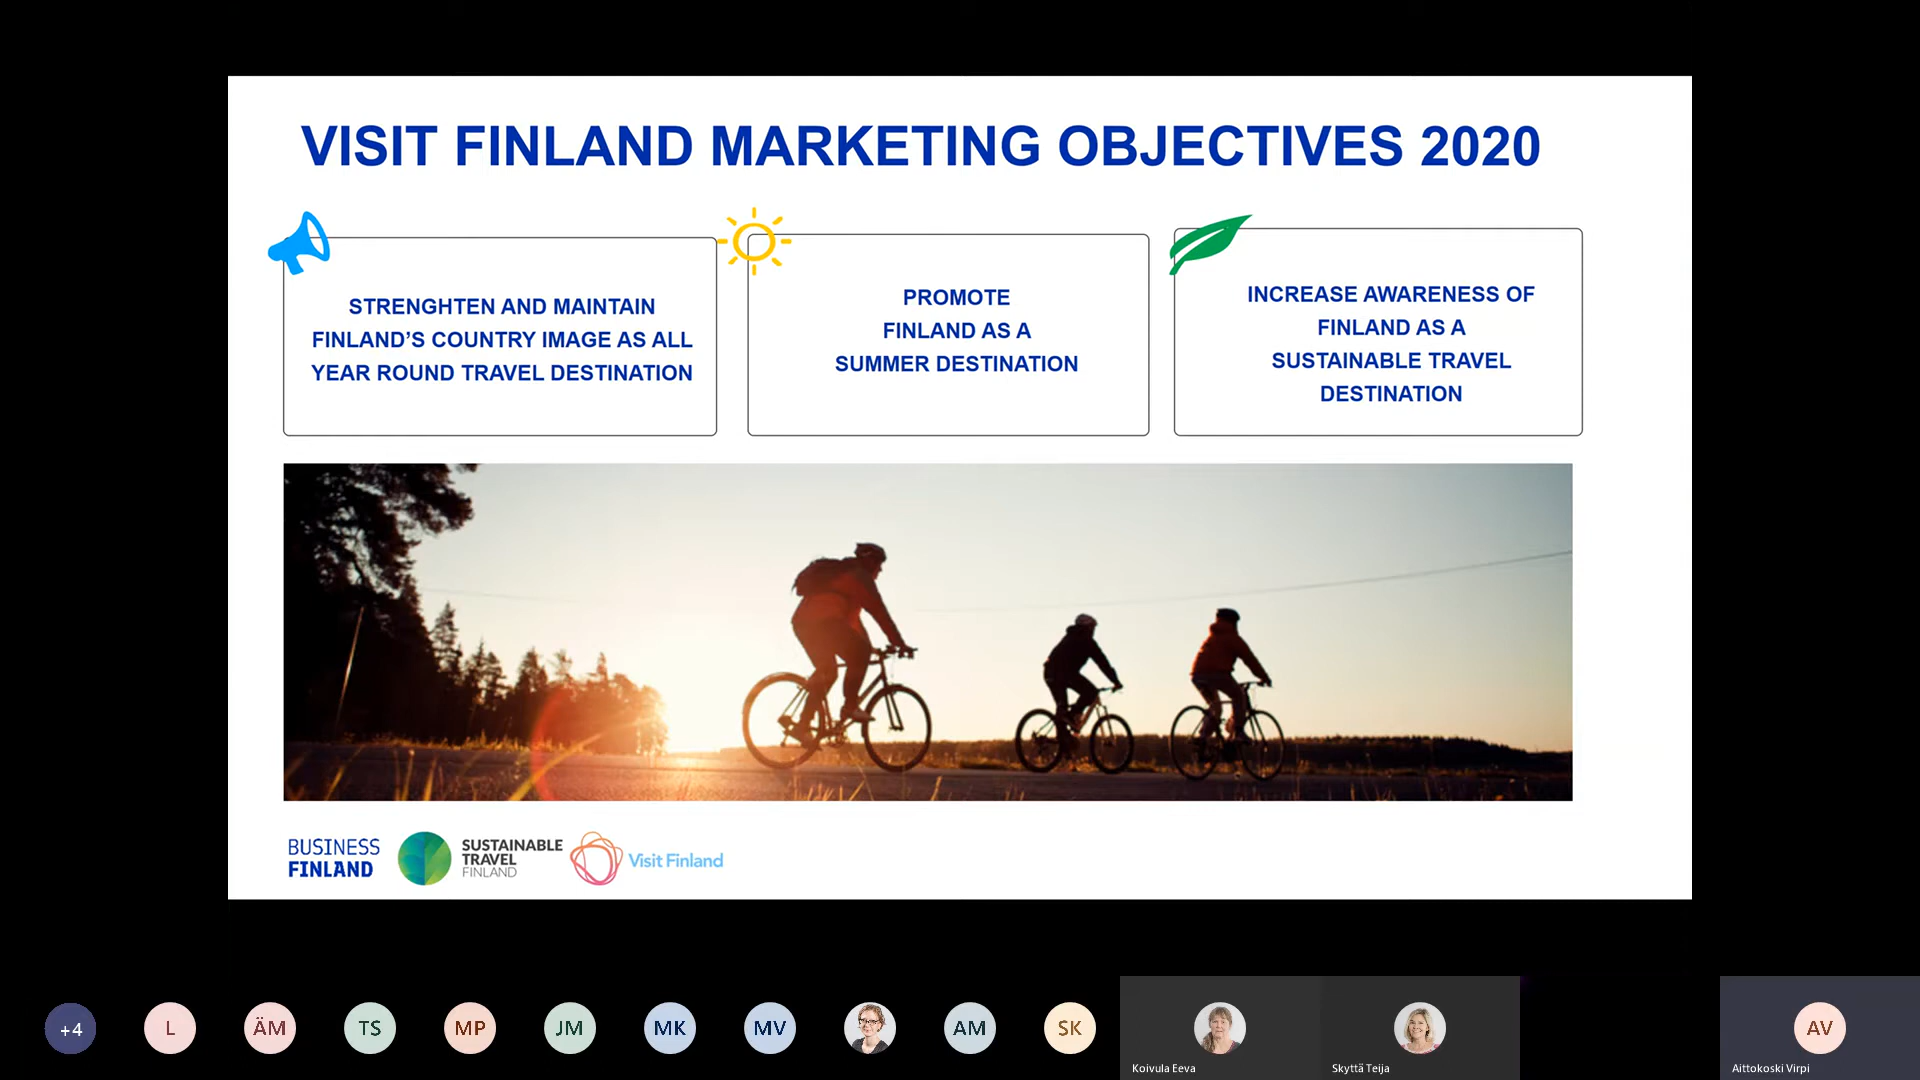 VISIT FINLAND MARKETING OBJECTIVES 2020
STRENGHTEN AND MAINTAIN
FINLAND’S COUNTRY IMAGE AS ALL
YEAR ROUND TRAVEL DESTINATION
PROMOTE
FINLAND AS A
SUMMER DESTINATION
INCREASE AWARENESS OF
FINLAND AS A
SUSTAINABLE TRAVEL
DESTINATION
BUSINESS
FINLAND
SUSTAINABLE
TRAVEL
FINLAND
Visit Finland
+4
L
ÄM
TS
MP
JM
MK
MV
AM
SK
Koivula Eeva
Skyttä Teija
AV
Aittokoski Virpi